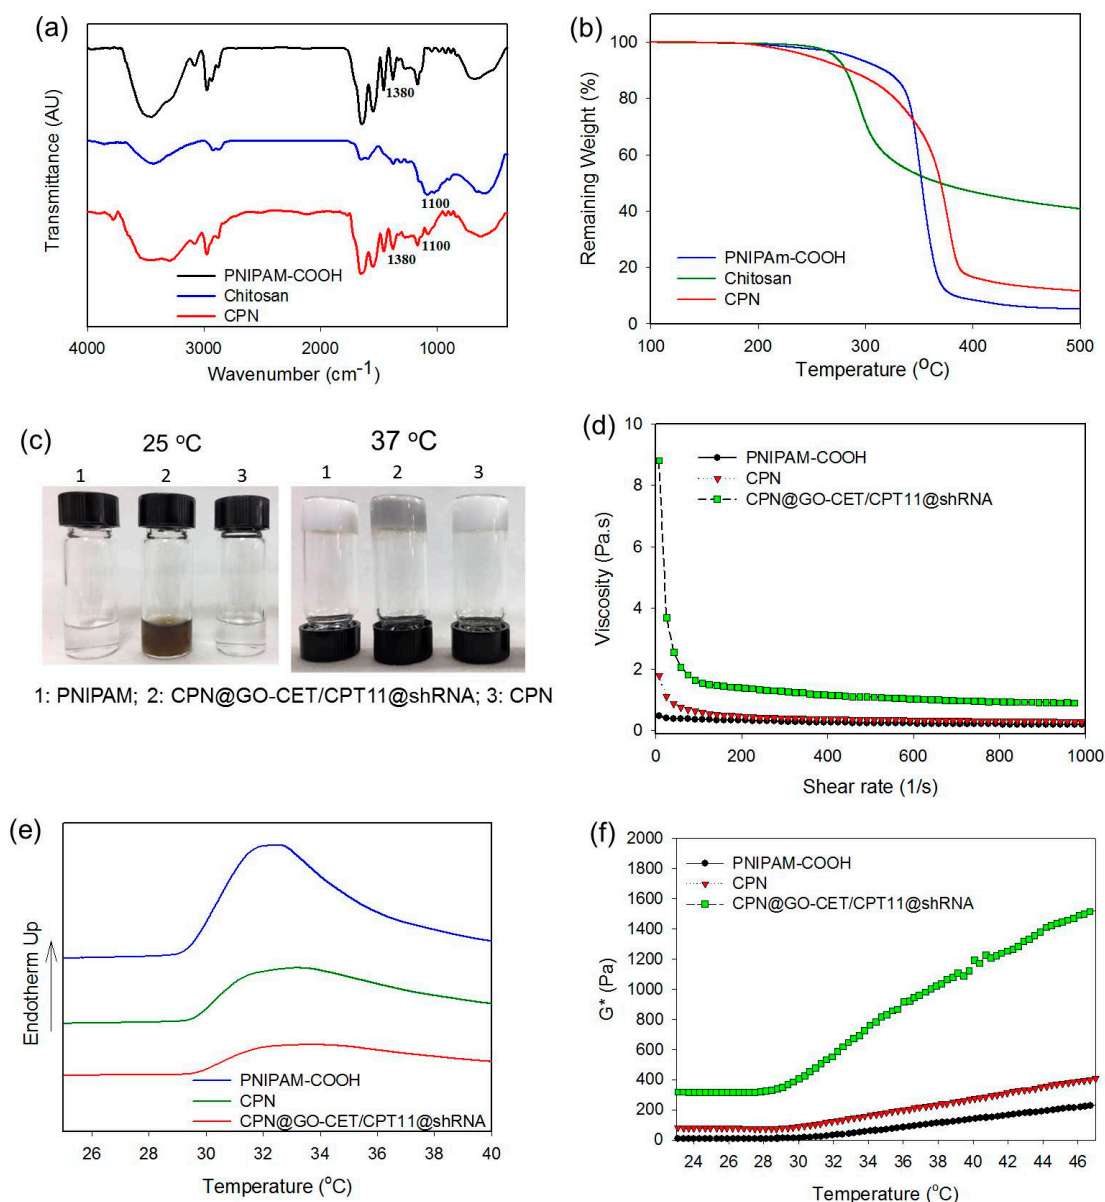 (a)
Transmittance (AU)
1380
1100
1380
1100
PNIPAM-COOH
Chitosan
CPN
4000 3000 2000 1000
Wavenumber (cm-1)
(b)
Remaining Weight (%)
100
80
60
40
20
0
PNIPAm-COOH
Chitosan
CPN
100 200 300 400 500
Temperature (oC)
(c)
25 oC
37 oC
1 2 3
1 2 3
1: PNIPAM; 2: CPN@GO-CET/CPT11@shRNA; 3: CPN
(d)
Viscosity (Pa.s)
10
8
6
4
2
0
PNIPAM-COOH
CPN
CPN@GO-CET/CPT11@shRNA
0 200 400 600 800 1000
Shear rate (1/s)
(e)
Endotherm Up
PNIPAM-COOH
CPN
CPN@GO-CET/CPT11@shRNA
26 28 30 32 34 36 38 40
Temperature (oC)
(f)
G* (Pa)
2000
1800
1600
1400
1200
1000
800
600
400
200
0
PNIPAM-COOH
CPN
CPN@GO-CET/CPT11@shRNA
24 26 28 30 32 34 36 38 40 42 44 46
Temperature (oC)